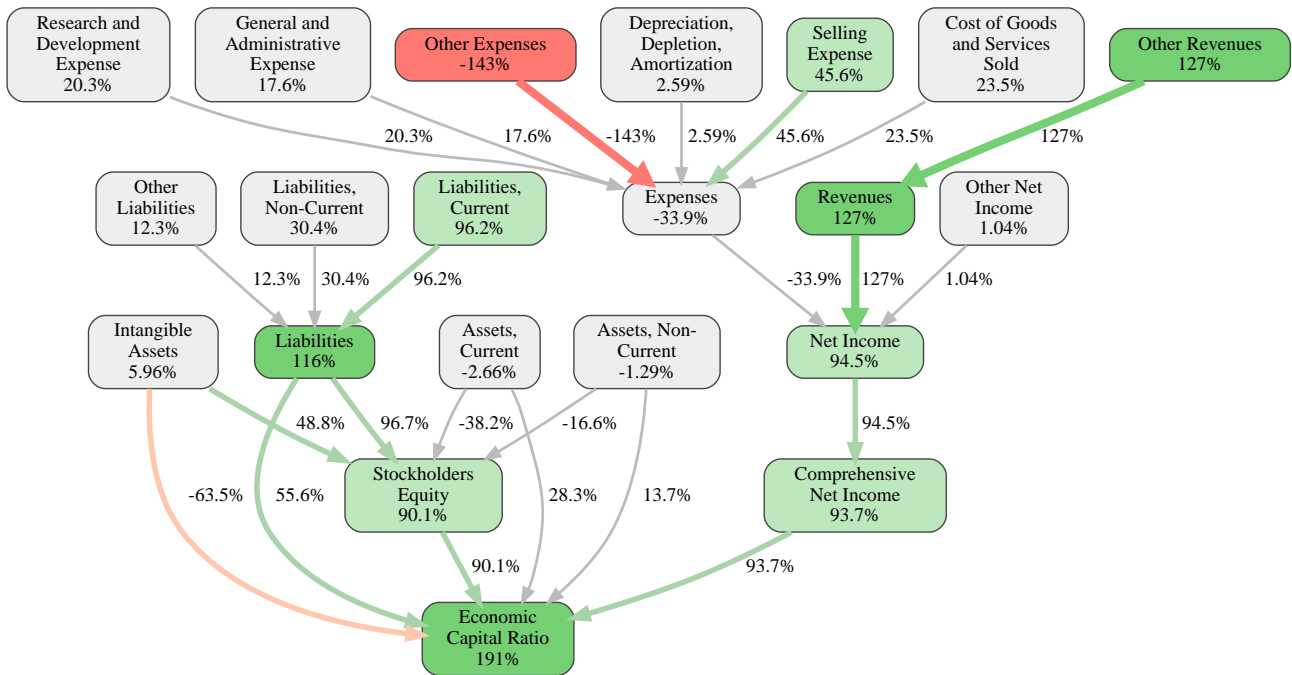 Research and
Development
Expense
20.3%
General and
Administrative
Expense
17.6%
Other Expenses
-143%
Depreciation,
Depletion,
Amortization
2.59%
Selling
Expense
45.6%
Cost of Goods
and Services
Sold
23.5%
Other Revenues
127%
20.3%
17.6%
-143%
2.59%
45.6%
23.5%
127%
Other
Liabilities
12.3%
Liabilities,
Non-Current
30.4%
Liabilities,
Current
96.2%
Expenses
-33.9%
Revenues
127%
Other Net
Income
1.04%
12.3%
30.4%
96.2%
-33.9%
127%
1.04%
Intangible
Assets
5.96%
Liabilities
116%
Assets,
Current
-2.66%
Assets, Non-
Current
-1.29%
Net Income
94.5%
48.8%
96.7%
-38.2%
-16.6%
94.5%
Stockholders
Equity
90.1%
Comprehensive
Net Income
93.7%
-63.5%
55.6%
28.3%
13.7%
90.1%
93.7%
Economic
Capital Ratio
191%